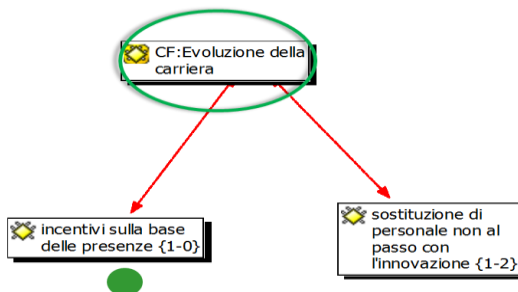 CF:Evoluzione della
carriera
incentivi sulla base
delle presenze {1-0}
sostituzione di
personale non al
passo con
l'innovazione {1-2}